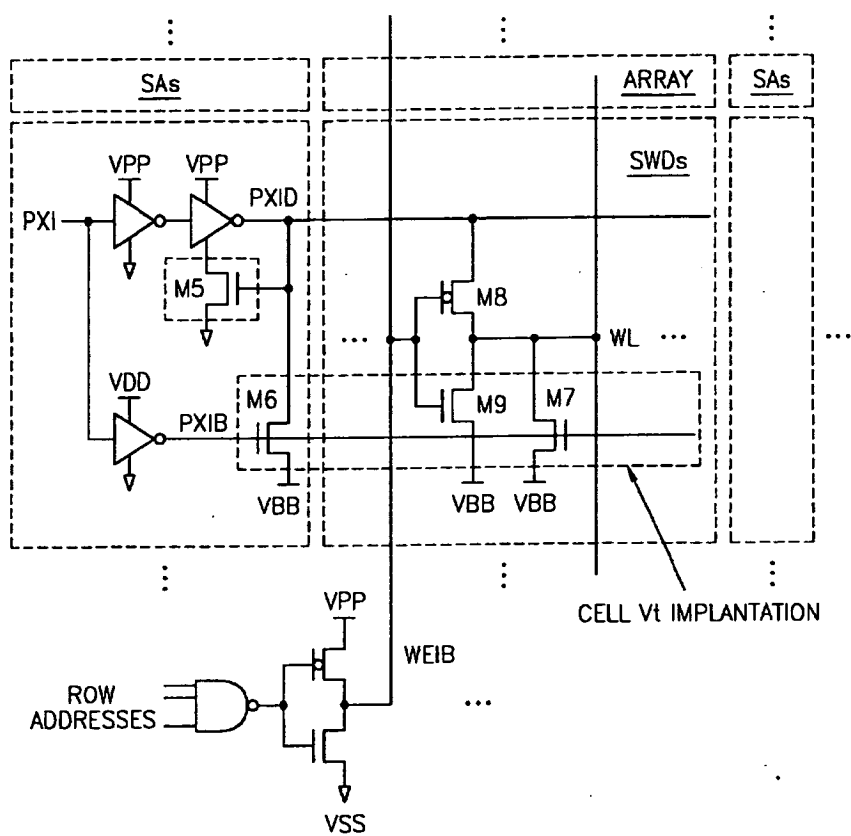 SAs
ARRAY
SAs
SWDs
VPP
VPP
PXID
PXI
M5
M8
WL
VDD
M6
M9
M7
PXIB
VBB
VBB
VBB
CELL Vt IMPLANTATION
VPP
WEIB
ROW
ADDRESSES
VSS